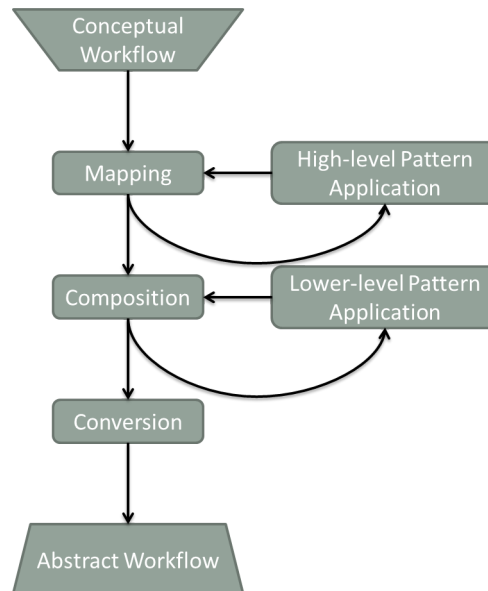 Conceptual
Workflow
Mapping
High-level Pattern
Application
Composition
Lower-level Pattern
Application
Conversion
Abstract Workflow